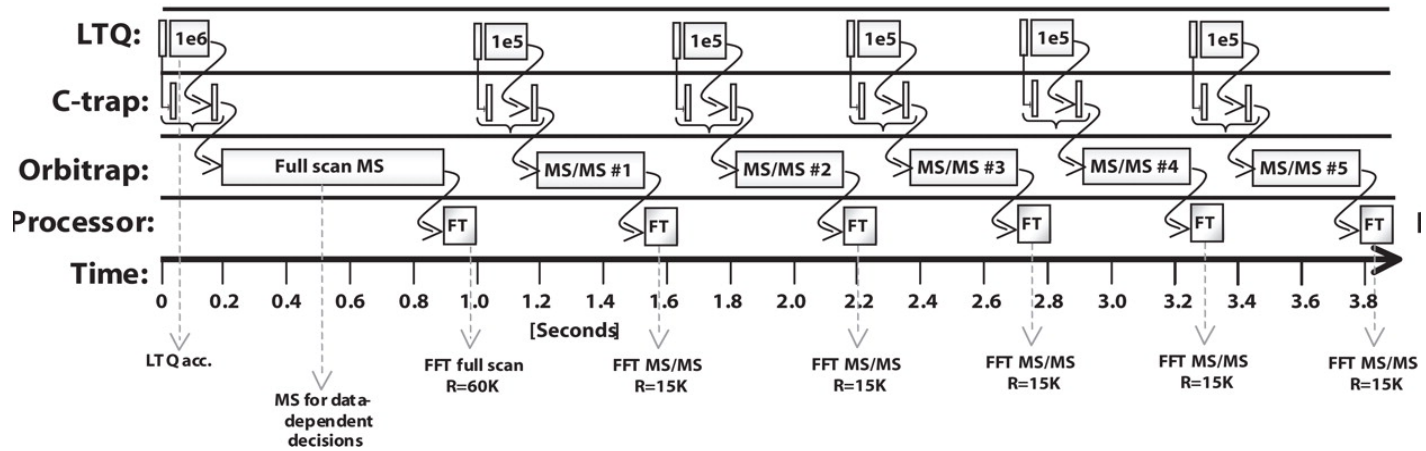 LTQ: 1e6 1e5 1e5 1e5 1e5 1e5
C-trap:
Orbitrap: Full scan MS MS/MS #1 MS/MS #2 MS/MS #3 MS/MS #4 MS/MS #5
Processor: FT FT FT FT FT FT
Time:
0 0.2 0.4 0.6 0.8 1.0 1.2 1.4 1.6 1.8 2.0 2.2 2.4 2.6 2.8 3.0 3.2 3.4 3.6 3.8
[Seconds]
LTQ acc.
MS for data-
dependent
decisions
FFT full scan
R=60K
FFT MS/MS
R=15K
FFT MS/MS
R=15K
FFT MS/MS
R=15K
FFT MS/MS
R=15K
FFT MS/MS
R=15K